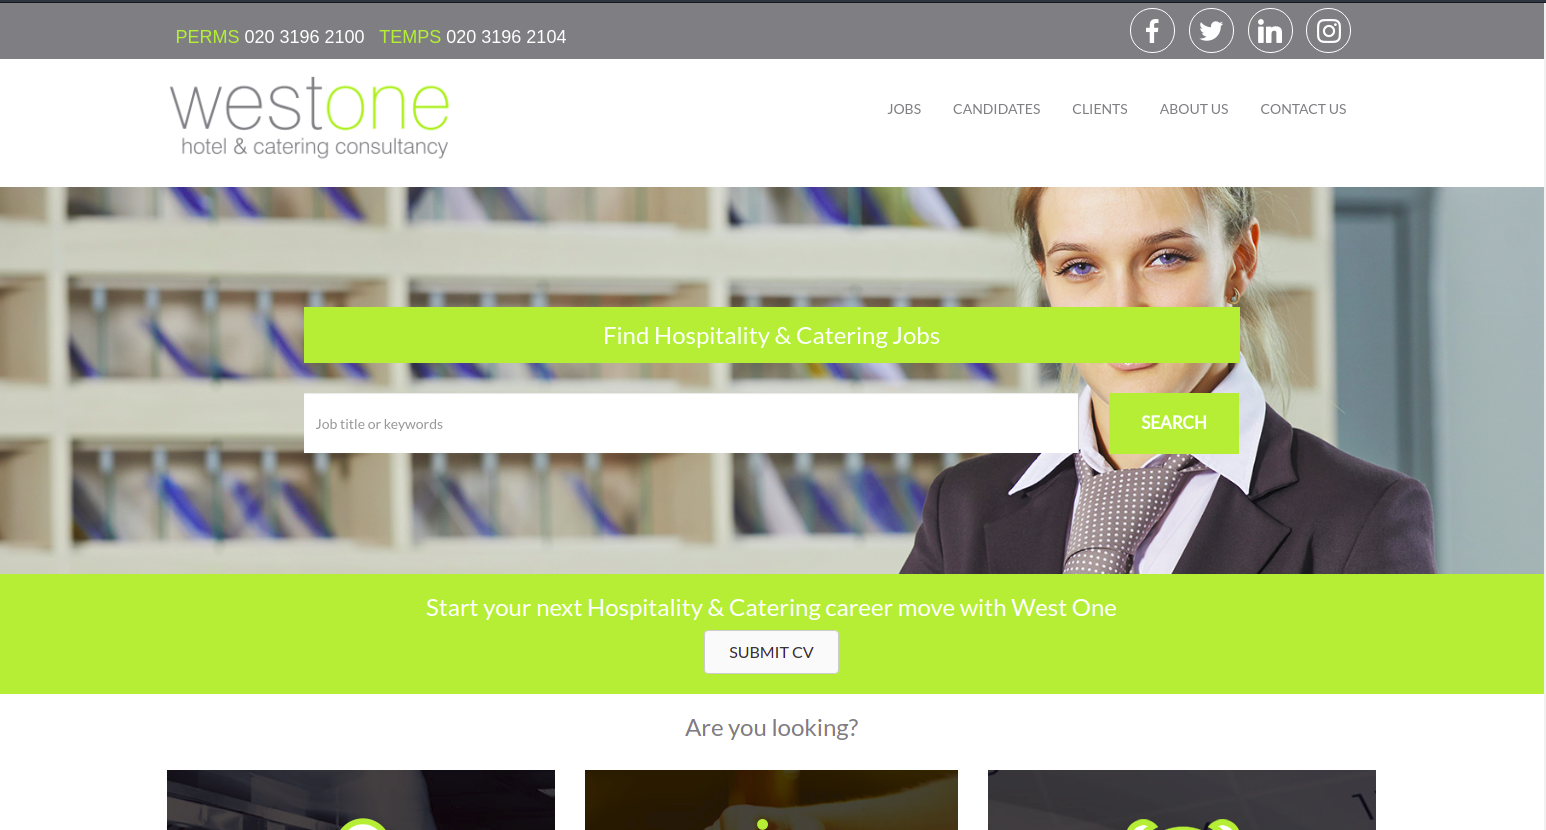 PERMS 020 3196 2100 TEMPS 020 3196 2104
westone
hotel & catering consultancy
JOBS CANDIDATES CLIENTS ABOUT US CONTACT US
Find Hospitality & Catering Jobs
Job title or keywords
SEARCH
Start your next Hospitality & Catering career move with West One
SUBMIT CV
Are you looking?